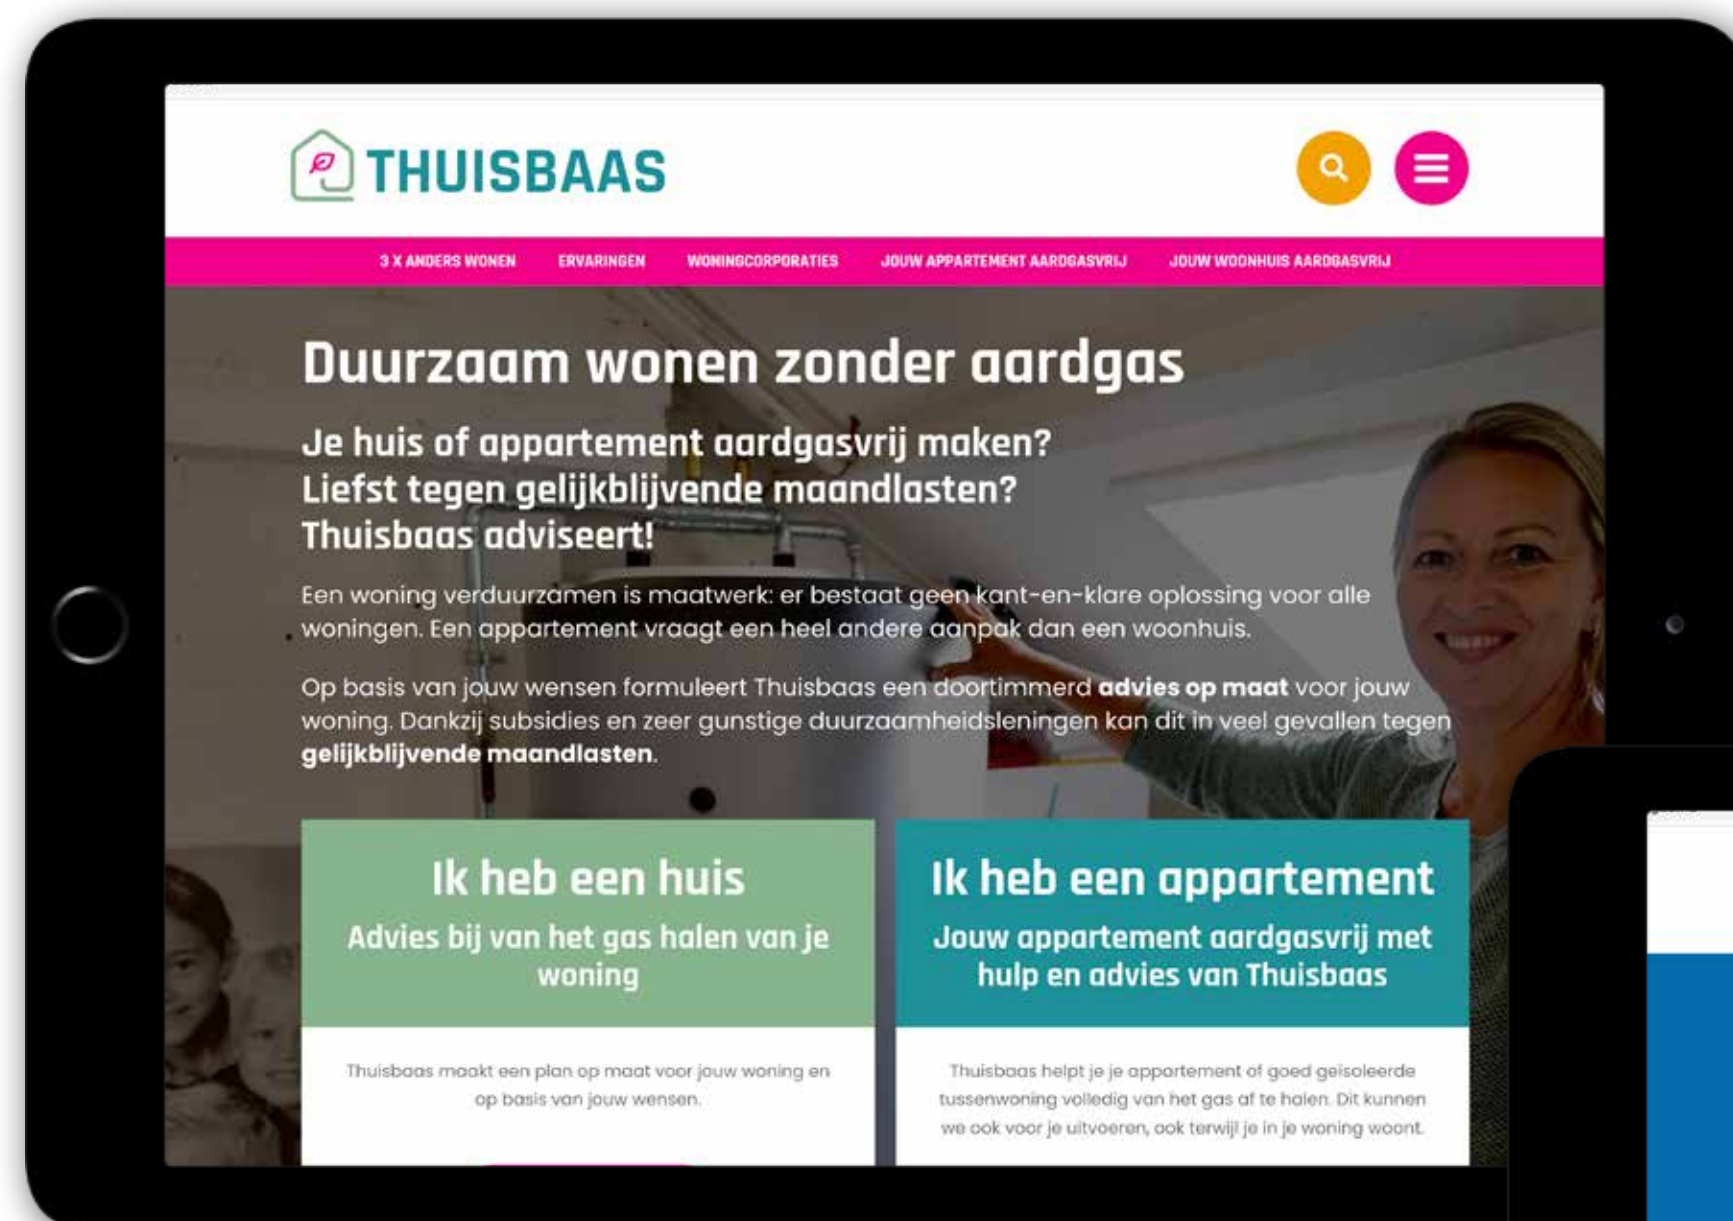 THUISBAAS
3 X ANDERS WONEN ERVARINGEN WONINGCORPORATIES JOUW APPARTEMENT AARDGASVRIJ JOUW WOONHUIS AARDGASVRIJ
Duurzaam wonen zonder aardgas
Je huis of appartement aardgasvrij maken?
Liefst tegen gelijkblijvende maandlasten?
Thuisbaas adviseert!
Een woning verduurzamen is maatwerk: er bestaat geen kant-en-klare oplossing voor alle
woningen. Een appartement vraagt een heel andere aanpak dan een woonhuis.
Op basis van jouw wensen formuleert Thuisbaas een doortimmerd advies op maat voor jouw
woning. Dankzij subsidies en zeer gunstige duurzaamheidsleningen kan dit in veel gevallen tegen
gelijkblijvende maandlasten.
Ik heb een huis
Advies bij van het gas halen van je
woning
Thuisbaas maakt een plan op maat voor jouw woning en
op basis van jouw wensen.
Ik heb een appartement
Jouw appartement aardgasvrij met
hulp en advies van Thuisbaas
Thuisbaas helpt je je appartement of goed geïsoleerde
tussenwoning volledig van het gas af te halen. Dit kunnen
we ook voor je uitvoeren, ook terwijl je in je woning woont.